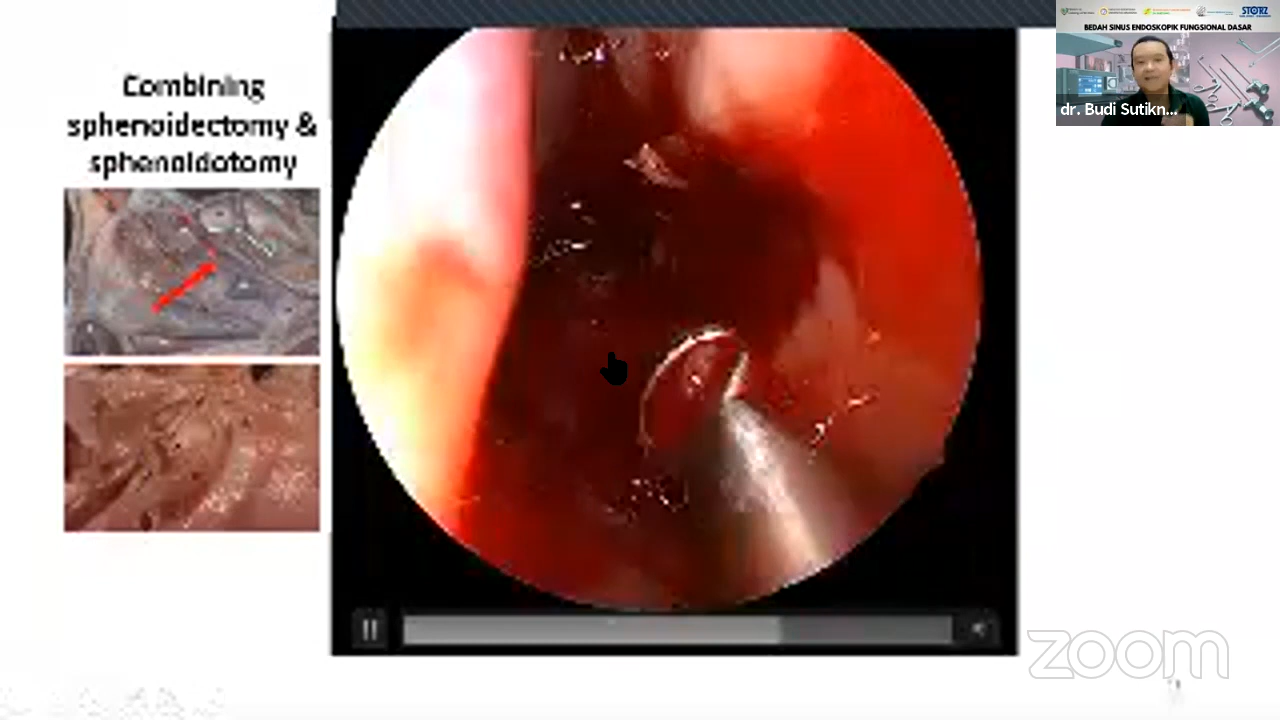 Combining
sphenoidectomy &
sphenoidotomy
STORZ
BEDAH SINUS ENDOSKOPIK FUNGSIONAL DASAR
dr. Budi Sutikn...
zoom